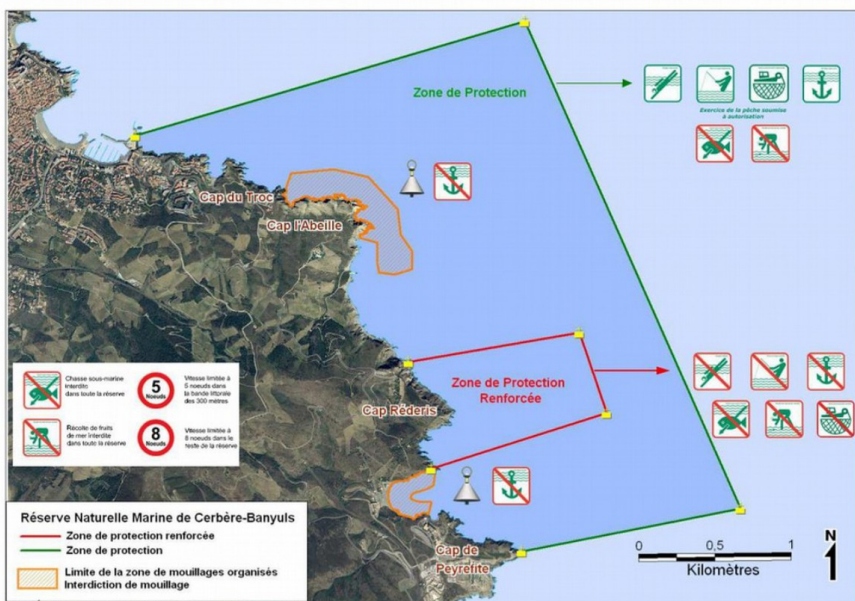 Zone de Protection
Exercice de la pêche soumise
à autorisation
Cap du Troc
Cap l'Abeille
Zone de Protection
Renforcée
Cap Réderis
Chasse sous-marine
Interdite
dans toute la réserve
5
Noeuds
Vitesse limitée à
5 noeuds dans
la bande littorale
des 300 mètres
Récolte de fruits
de mer Interdite
dans toute la réserve
8
Noeuds
Vitesse limitée à
8 noeuds dans le
reste de la réserve
Réserve Naturelle Marine de Cerbère-Banyuls
Zone de protection renforcée
Zone de protection
Limite de la zone de mouillages organisés
Interdiction de mouillage
Cap de
Peyrefite
0 0,5 1
Kilomètres
N